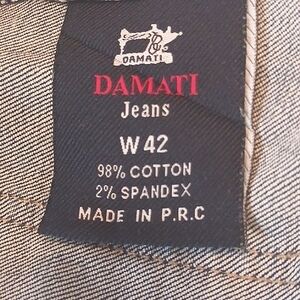 DAMATI
DAMATI
Jeans
W 42
98% COTTON
2% SPANDEX
MADE IN P.R.C